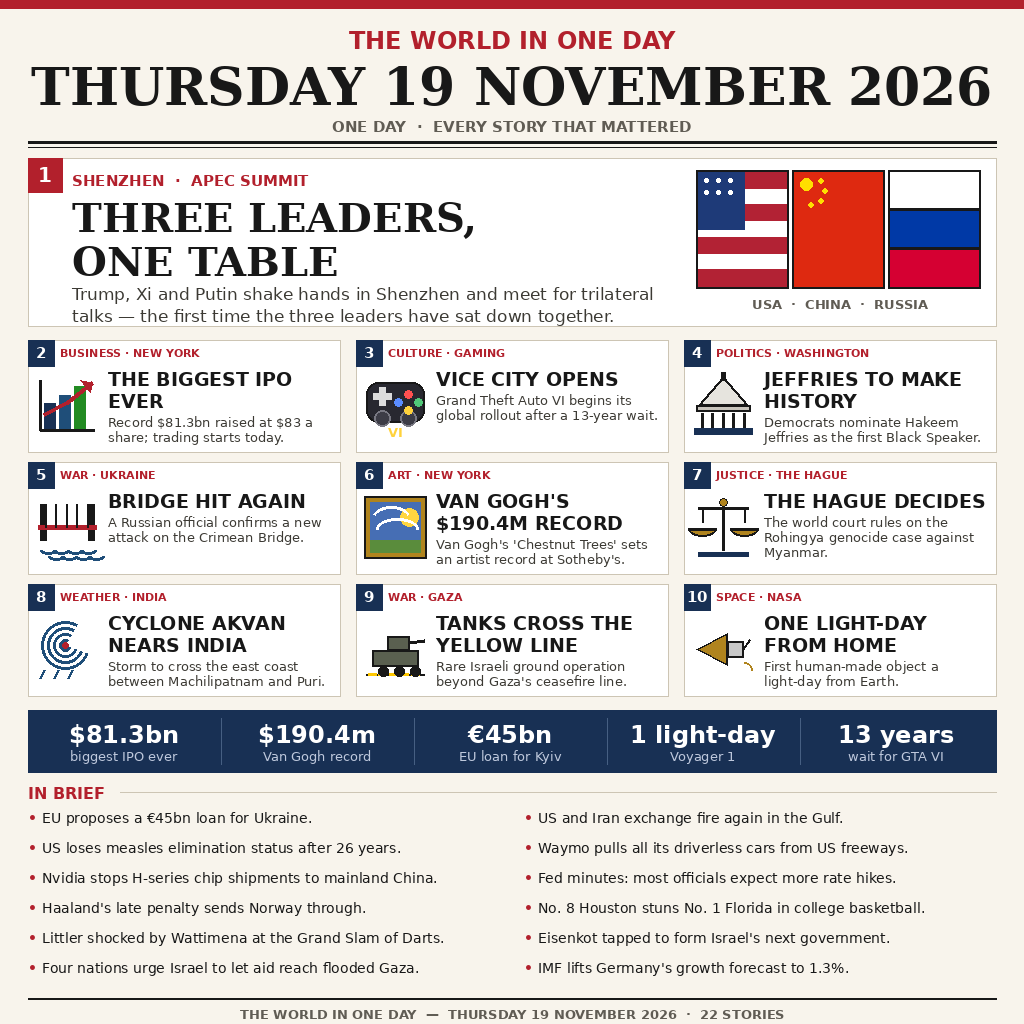 THE WORLD IN ONE DAY
THURSDAY 19 NOVEMBER 2026
ONE DAY · EVERY STORY THAT MATTERED
1
SHENZHEN · APEC SUMMIT
THREE LEADERS,
ONE TABLE
Trump, Xi and Putin shake hands in Shenzhen and meet for trilateral
talks — the first time the three leaders have sat down together.
USA · CHINA · RUSSIA
2
BUSINESS · NEW YORK
THE BIGGEST IPO
EVER
Record $81.3bn raised at $83 a
share; trading starts today.
3
CULTURE · GAMING
VI
VICE CITY OPENS
Grand Theft Auto VI begins its
global rollout after a 13-year wait.
4
POLITICS · WASHINGTON
JEFFRIES TO MAKE
HISTORY
Democrats nominate Hakeem
Jeffries as the first Black Speaker.
5
WAR · UKRAINE
BRIDGE HIT AGAIN
A Russian official confirms a new
attack on the Crimean Bridge.
6
ART · NEW YORK
VAN GOGH'S
$190.4M RECORD
Van Gogh's 'Chestnut Trees' sets
an artist record at Sotheby's.
7
JUSTICE · THE HAGUE
THE HAGUE DECIDES
The world court rules on the
Rohingya genocide case against
Myanmar.
8
WEATHER · INDIA
CYCLONE AKVAN
NEARS INDIA
Storm to cross the east coast
between Machilipatnam and Puri.
9
WAR · GAZA
TANKS CROSS THE
YELLOW LINE
Rare Israeli ground operation
beyond Gaza's ceasefire line.
10
SPACE · NASA
ONE LIGHT-DAY
FROM HOME
First human-made object a
light-day from Earth.
$81.3bn
biggest IPO ever
$190.4m
Van Gogh record
€45bn
EU loan for Kyiv
1 light-day
Voyager 1
13 years
wait for GTA VI
IN BRIEF
• EU proposes a €45bn loan for Ukraine.
• US loses measles elimination status after 26 years.
• Nvidia stops H-series chip shipments to mainland China.
• Haaland's late penalty sends Norway through.
• Littler shocked by Wattimena at the Grand Slam of Darts.
• Four nations urge Israel to let aid reach flooded Gaza.
• US and Iran exchange fire again in the Gulf.
• Waymo pulls all its driverless cars from US freeways.
• Fed minutes: most officials expect more rate hikes.
• No. 8 Houston stuns No. 1 Florida in college basketball.
• Eisenkot tapped to form Israel's next government.
• IMF lifts Germany's growth forecast to 1.3%.
THE WORLD IN ONE DAY — THURSDAY 19 NOVEMBER 2026 · 22 STORIES